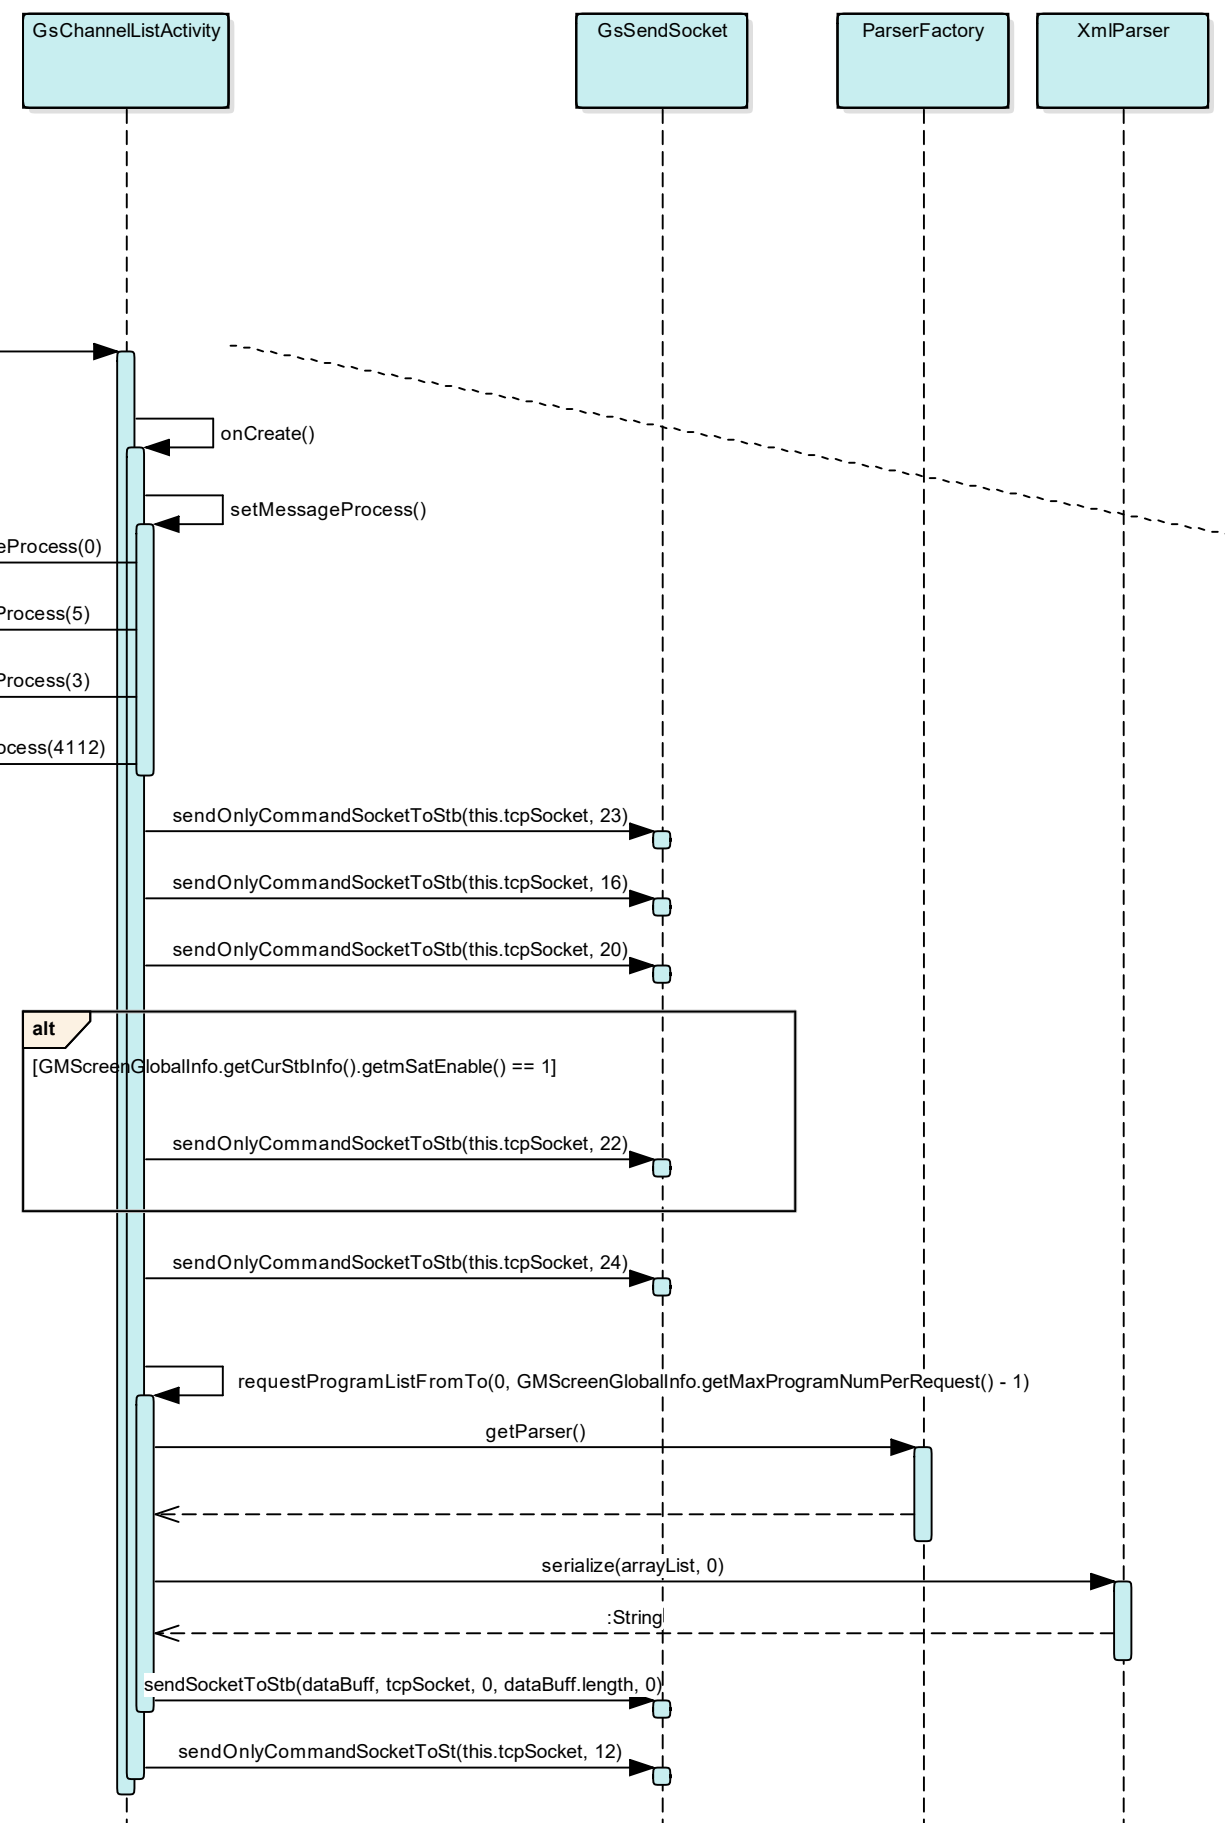 GsChannelListActivity
GsSendSocket
ParserFactory
XmlParser
onCreate()
setMessageProcess()
eProcess(0)
Process(5)
Process(3)
ocess(4112)
sendOnlyCommandSocketToStb(this.tcpSocket, 23)
sendOnlyCommandSocketToStb(this.tcpSocket, 16)
sendOnlyCommandSocketToStb(this.tcpSocket, 20)
alt
[GMScreenGlobalInfo.getCurStbInfo().getmSatEnable() == 1]
sendOnlyCommandSocketToStb(this.tcpSocket, 22)
sendOnlyCommandSocketToStb(this.tcpSocket, 24)
requestProgramListFromTo(0, GMScreenGlobalInfo.getMaxProgramNumPerRequest() - 1)
getParser()
serialize(arrayList, 0)
:String
sendSocketToStb(dataBuff, tcpSocket, 0, dataBuff.length, 0)
sendOnlyCommandSocketToSt(this.tcpSocket, 12)